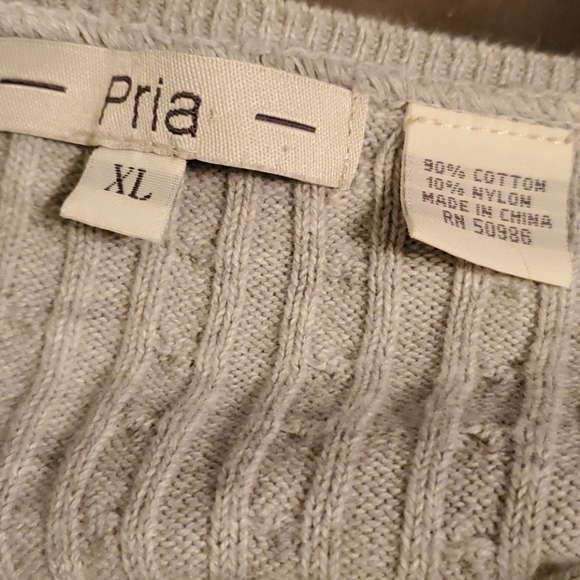 — Pria —
XL
90% COTTON
10% NYLON
MADE IN CHINA
RN 50986